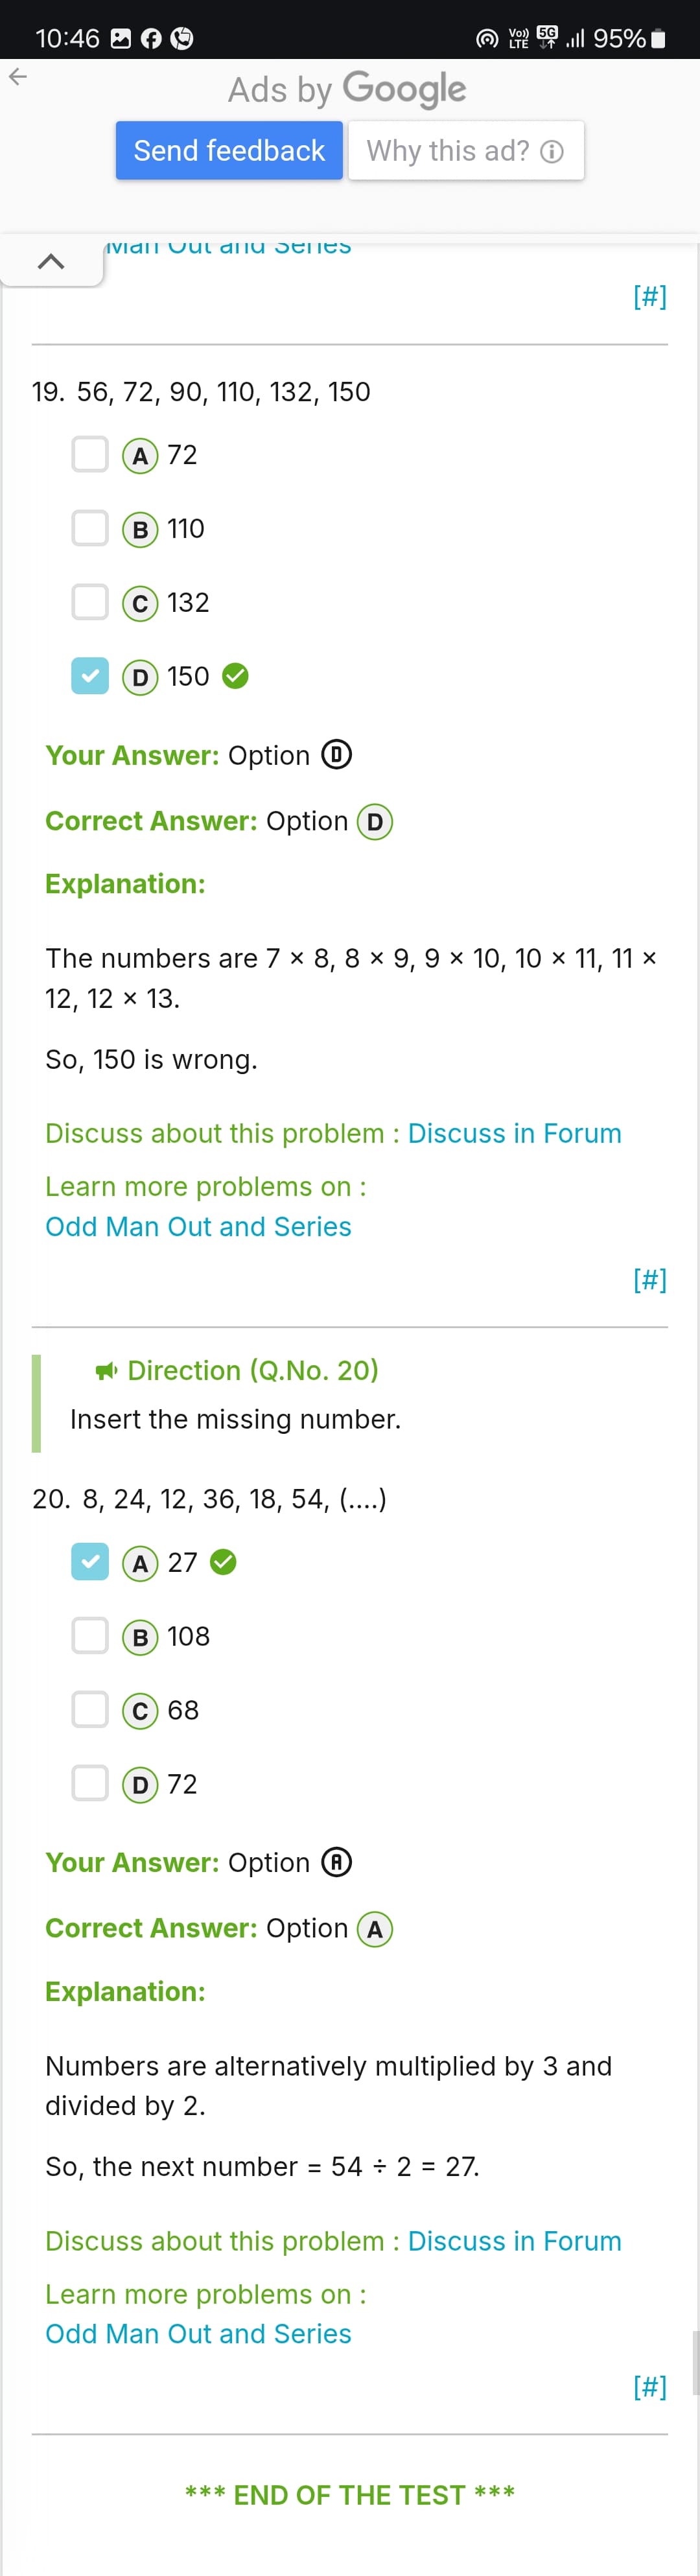 10:46
Vo))
LTE
5G
95%
Ads by Google
Send feedback
Why this ad?
Man Out and Series
[#]
19. 56, 72, 90, 110, 132, 150
A 72
B 110
C 132
D 150
Your Answer: Option D
Correct Answer: Option D
Explanation:
The numbers are 7 × 8, 8 × 9, 9 × 10, 10 × 11, 11 ×
12, 12 × 13.
So, 150 is wrong.
Discuss about this problem : Discuss in Forum
Learn more problems on :
Odd Man Out and Series
[#]
Direction (Q.No. 20)
Insert the missing number.
20. 8, 24, 12, 36, 18, 54, (....)
A 27
B 108
C 68
D 72
Your Answer: Option A
Correct Answer: Option A
Explanation:
Numbers are alternatively multiplied by 3 and
divided by 2.
So, the next number = 54 ÷ 2 = 27.
Discuss about this problem : Discuss in Forum
Learn more problems on :
Odd Man Out and Series
[#]
*** END OF THE TEST ***